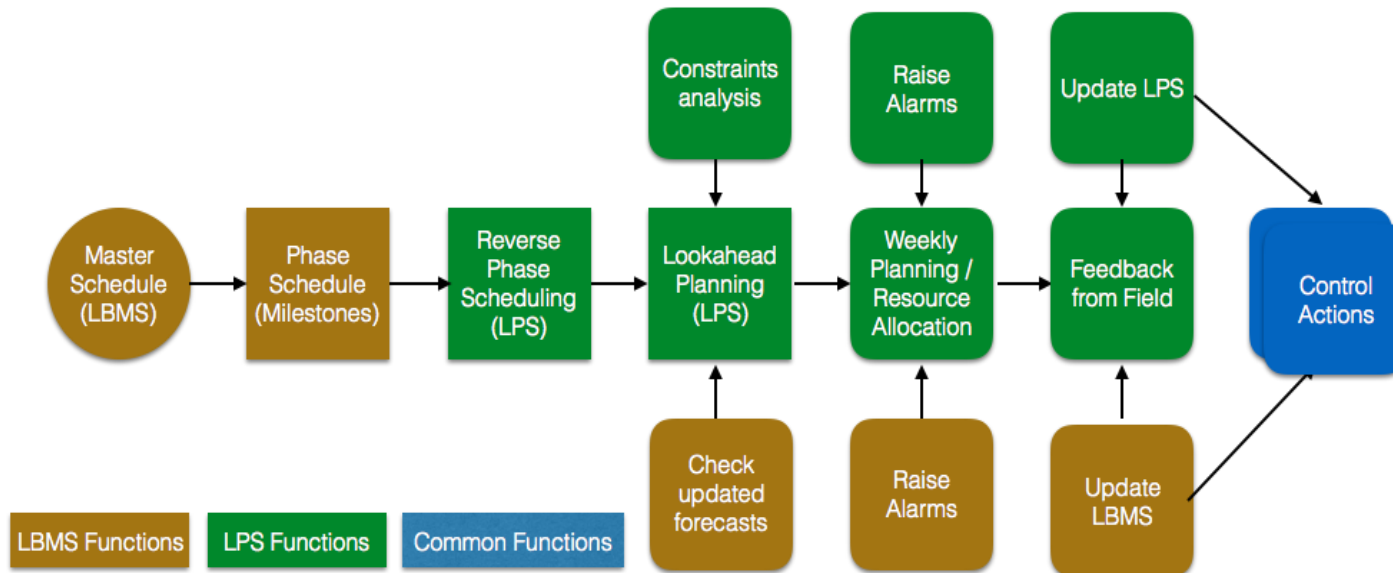 Constraints
analysis
Raise
Alarms
Update LPS
Master
Schedule
(LBMS)
Phase
Schedule
(Milestones)
Reverse
Phase
Scheduling
(LPS)
Lookahead
Planning
(LPS)
Weekly
Planning /
Resource
Allocation
Feedback
from Field
Control
Actions
Check
updated
forecasts
Raise
Alarms
Update
LBMS
LBMS Functions
LPS Functions
Common Functions